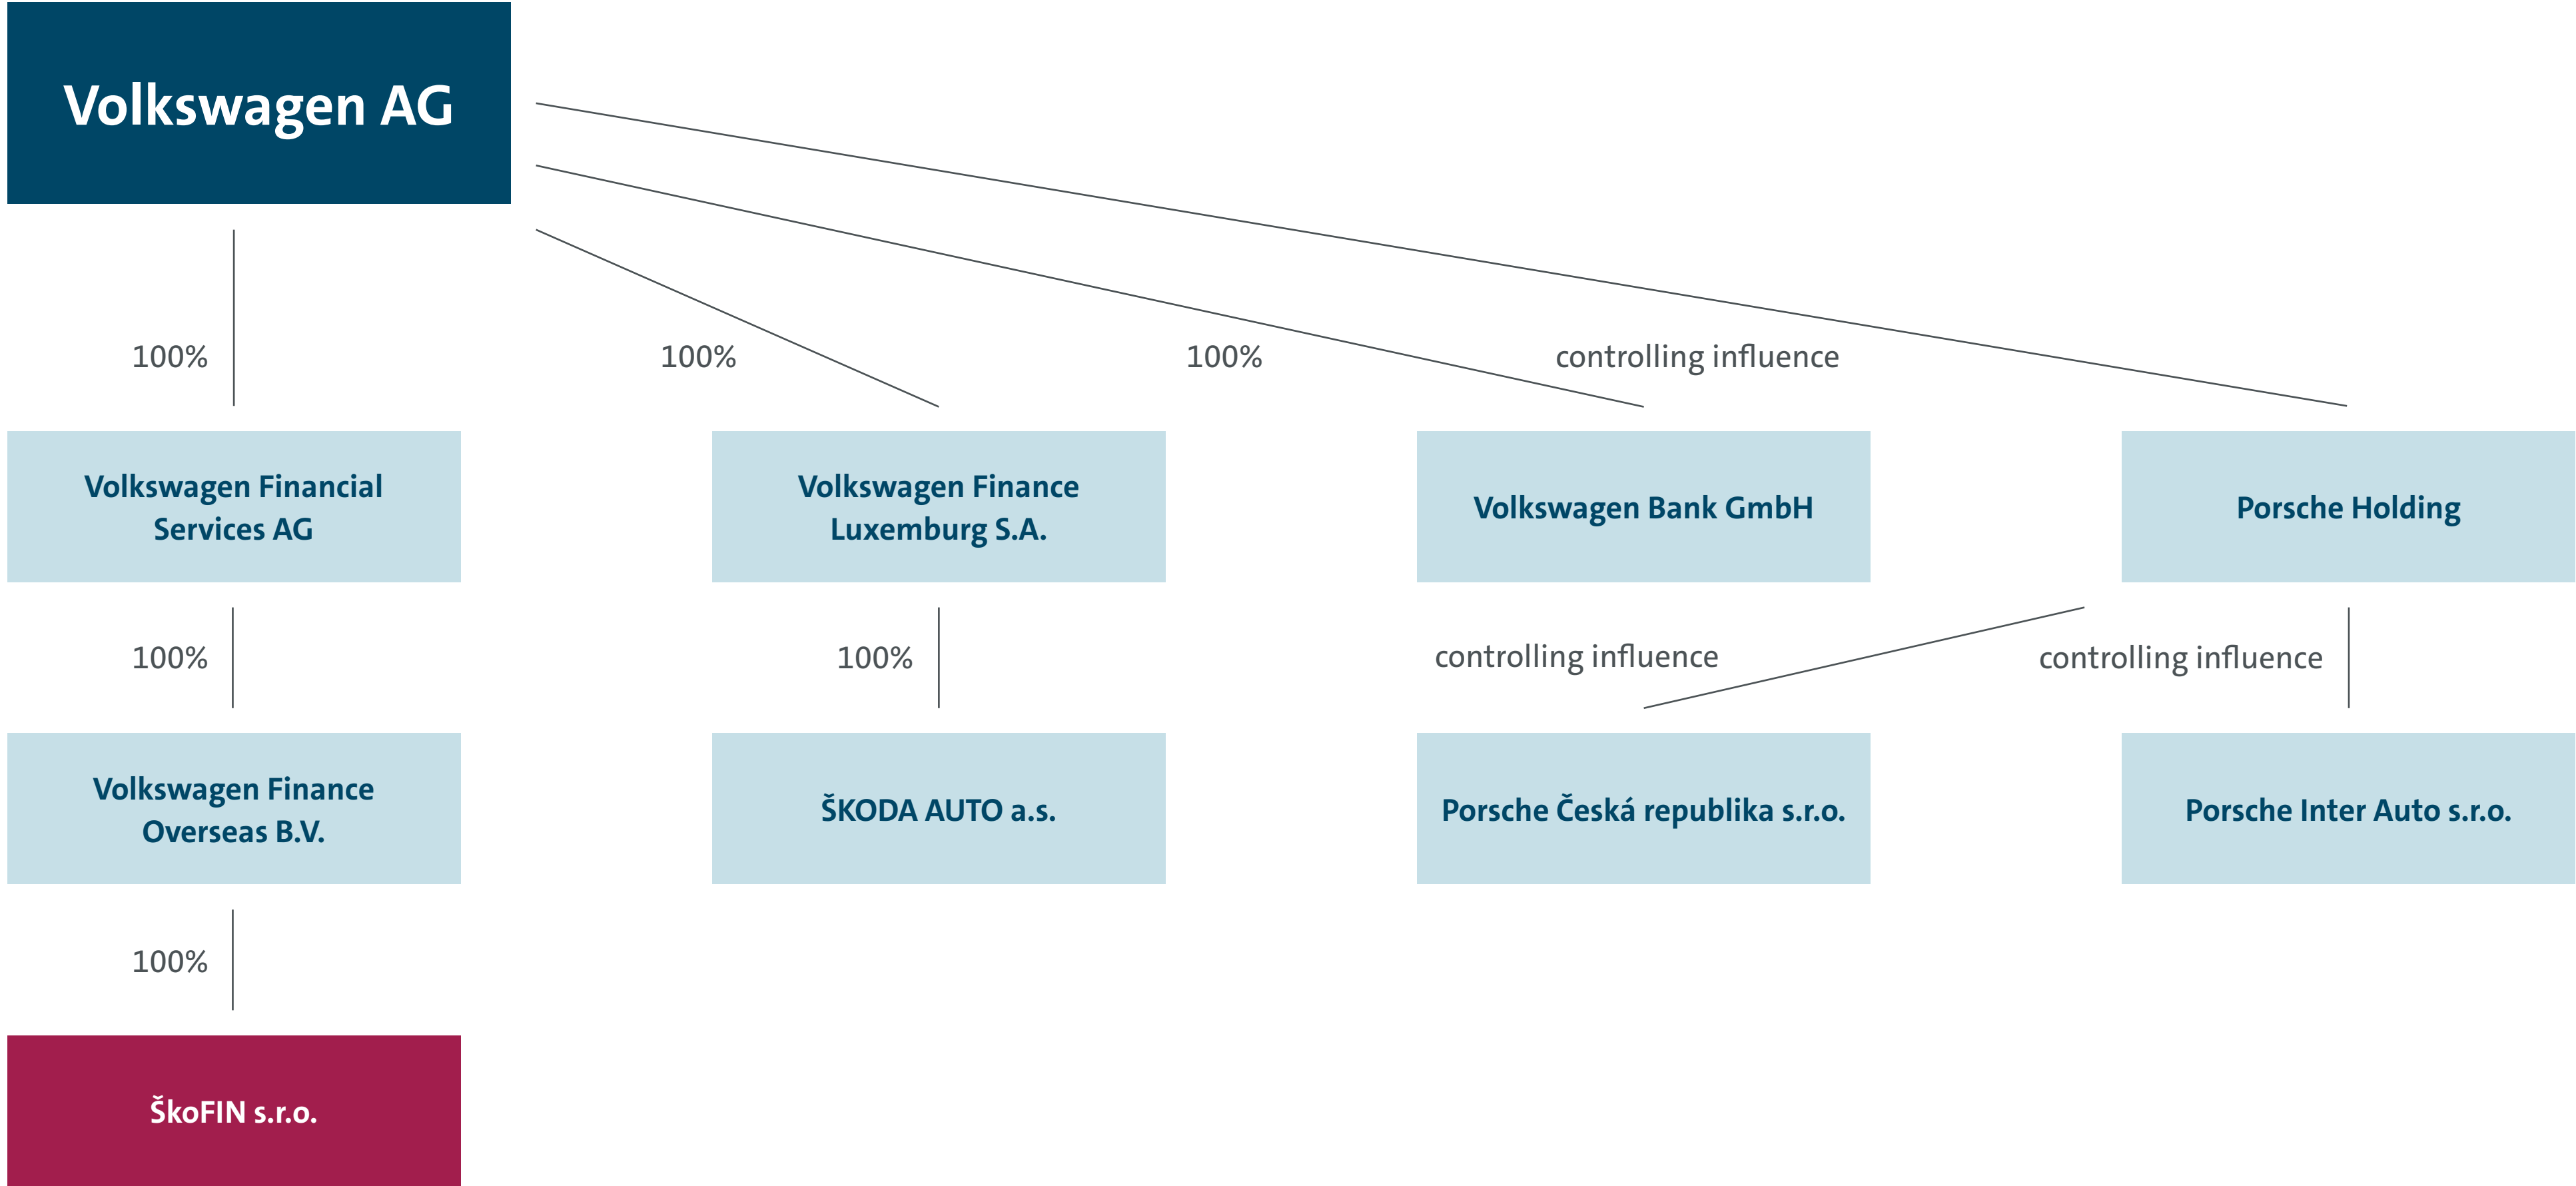 Volkswagen AG
100%
100%
100%
controlling influence
Volkswagen Financial
Services AG
Volkswagen Finance
Luxemburg S.A.
Volkswagen Bank GmbH
Porsche Holding
100%
100%
controlling influence
controlling influence
Volkswagen Finance
Overseas B.V.
ŠKODA AUTO a.s.
Porsche Česká republika s.r.o.
Porsche Inter Auto s.r.o.
100%
ŠkoFIN s.r.o.